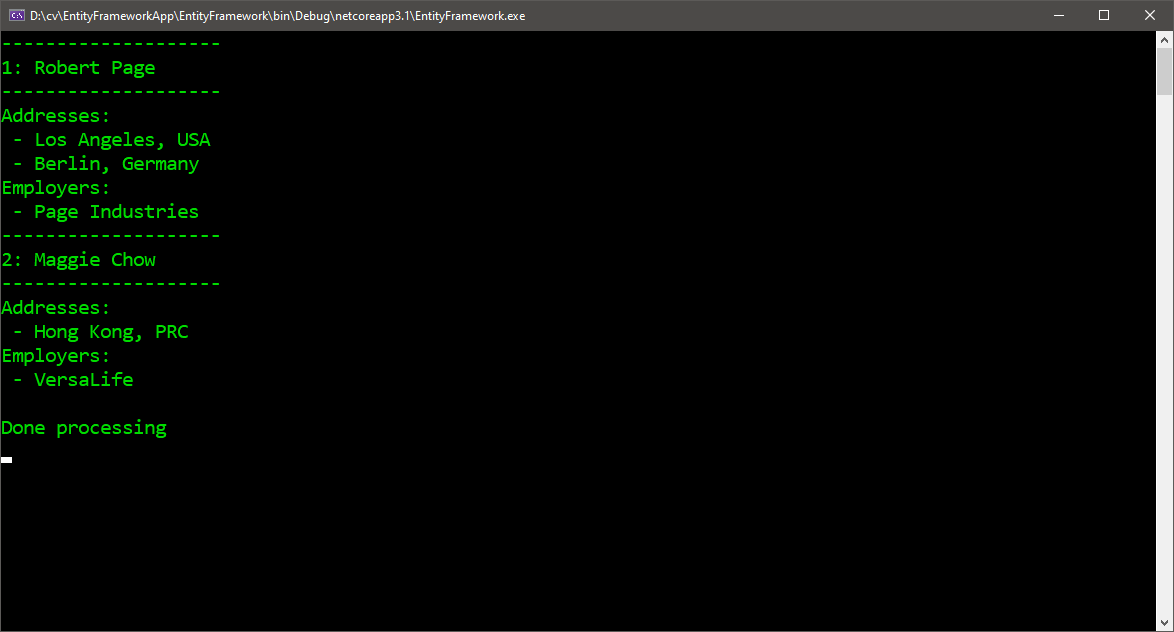 D:\cv\EntityFrameworkApp\EntityFramework\bin\Debug\netcoreapp3.1\EntityFramework.exe
--------------------
1: Robert Page
--------------------
Addresses:
 - Los Angeles, USA
 - Berlin, Germany
Employers:
 - Page Industries
--------------------
2: Maggie Chow
--------------------
Addresses:
 - Hong Kong, PRC
Employers:
 - VersaLife

Done processing